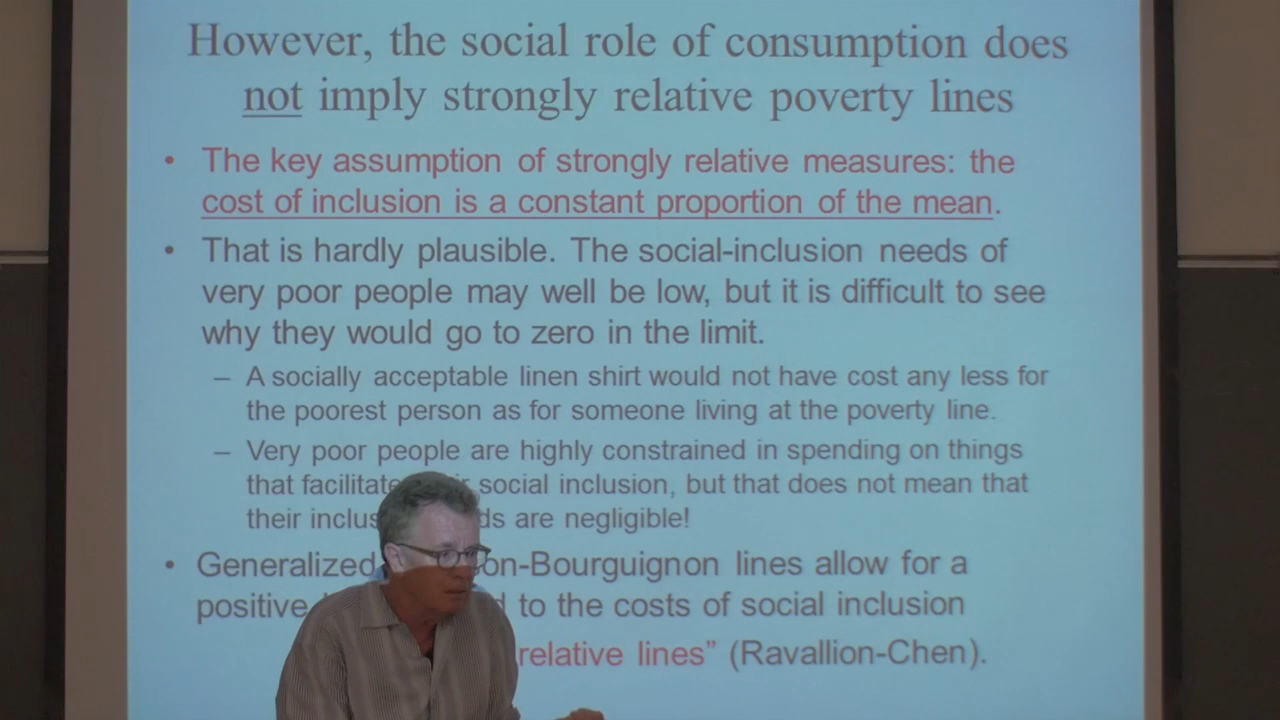 However, the social role of consumption does
not imply strongly relative poverty lines
• The key assumption of strongly relative measures: the
cost of inclusion is a constant proportion of the mean.
• That is hardly plausible. The social-inclusion needs of
very poor people may well be low, but it is difficult to see
why they would go to zero in the limit.
– A socially acceptable linen shirt would not have cost any less for
the poorest person as for someone living at the poverty line.
– Very poor people are highly constrained in spending on things
that facilitate social inclusion, but that does not mean that
their are negligible!
• Generalized on-Bourguignon lines allow for a
positive to the costs of social inclusion
relative lines” (Ravallion-Chen).